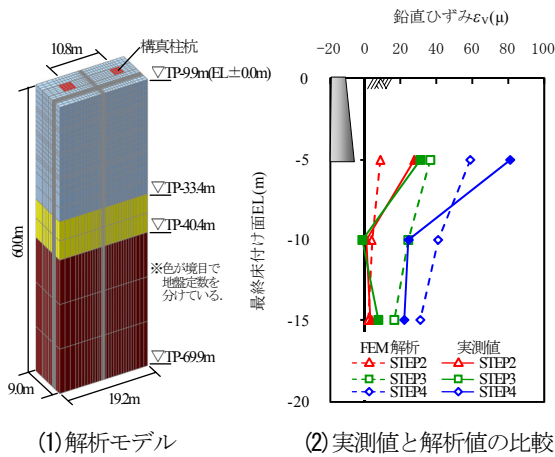 10.8m
構真柱杭
▽TP-9.9m(EL±0.0m)
▽TP-33.4m
▽TP-40.4m
※色が境目で
地盤定数を
分けている.
▽TP-69.9m
60.0m
9.0m
19.2m
(1)解析モデル
鉛直ひずみεV(μ)
-20 0 20 40 60 80 100
0
-5
-10
-15
-20
最終床付け面EL(m)
FEM解析 実測値
STEP2 STEP2
STEP3 STEP3
STEP4 STEP4
(2)実測値と解析値の比較